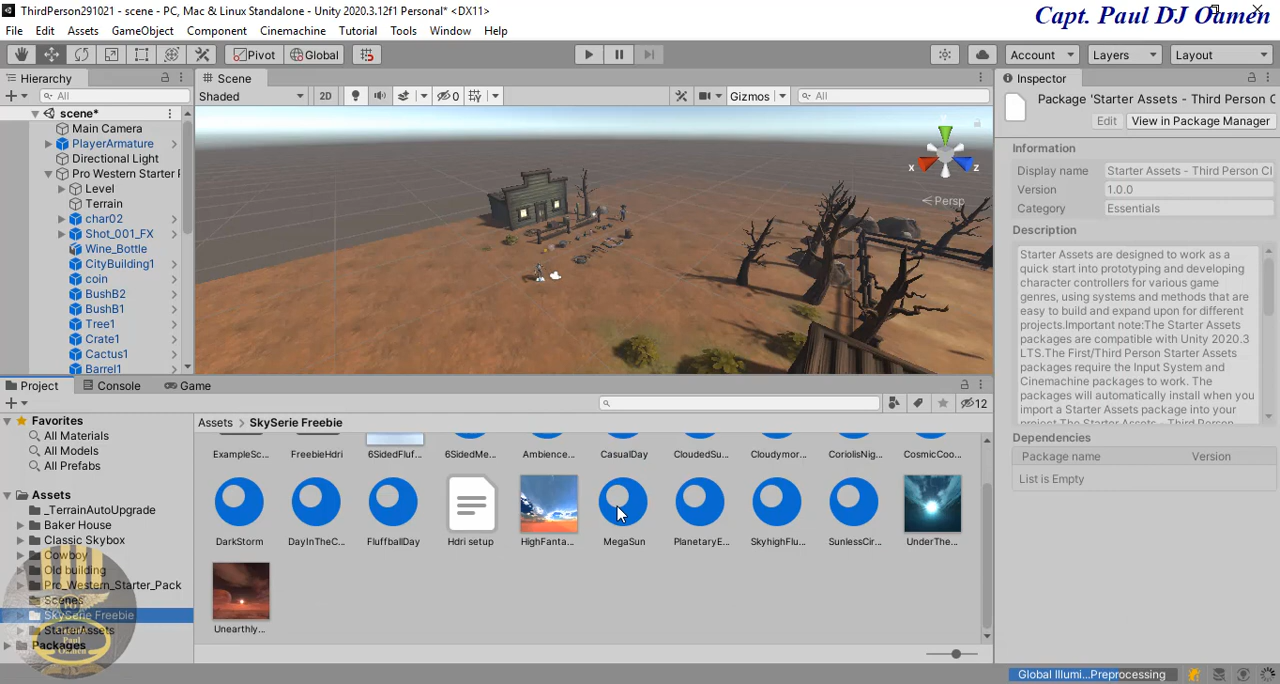 ThirdPerson291021 - scene - PC, Mac & Linux Standalone - Unity 2020.3.12f1 Personal* <DX11>
Capt. Paul DJ Oamen
File Edit Assets GameObject Component Cinemachine Tutorial Tools Window Help
Pivot Global Account Layers Layout
Hierarchy Scene Inspector
All Shaded 2D 0 Gizmos All
Package 'Starter Assets - Third Person C
Edit View in Package Manager
scene*
Main Camera
PlayerArmature
Directional Light
Pro Western Starter P
Level
Terrain
char02
Shot_001_FX
Wine_Bottle
CityBuilding1
coin
BushB2
BushB1
Tree1
Crate1
Cactus1
Barrel1
x z
Persp
Information
Display name Starter Assets - Third Person Cl
Version 1.0.0
Category Essentials
Description
Starter Assets are designed to work as a
quick start into prototyping and developing
character controllers for various game
genres, using systems and methods that are
easy to build and expand upon for different
projects.Important note:The Starter Assets
packages are compatible with Unity 2020.3
LTS.The First/Third Person Starter Assets
packages require the Input System and
Cinemachine packages to work. The
packages will automatically install when you
import a Starter Assets package into your
Dependencies
Package name Version
List is Empty
Project Console Game
12
Favorites
All Materials
All Models
All Prefabs
Assets
_TerrainAutoUpgrade
Baker House
Classic Skybox
Cowboy
Old building
Pro_Western_Starter_Pack
Scenes
SkySerie Freebie
StarterAssets
Packages
Assets > SkySerie Freebie
ExampleSc... FreebieHdri 6SidedFluf... 6SidedMe... Ambience... CasualDay CloudedSu... Cloudymor... CoriolisNig... CosmicCoo...
DarkStorm DayInTheC... FluffballDay Hdri setup HighFanta... MegaSun PlanetaryE... SkyhighFlu... SunlessCir... UnderThe...
Unearthly...
Paul
Oamen
Global Illumi...Preprocessing